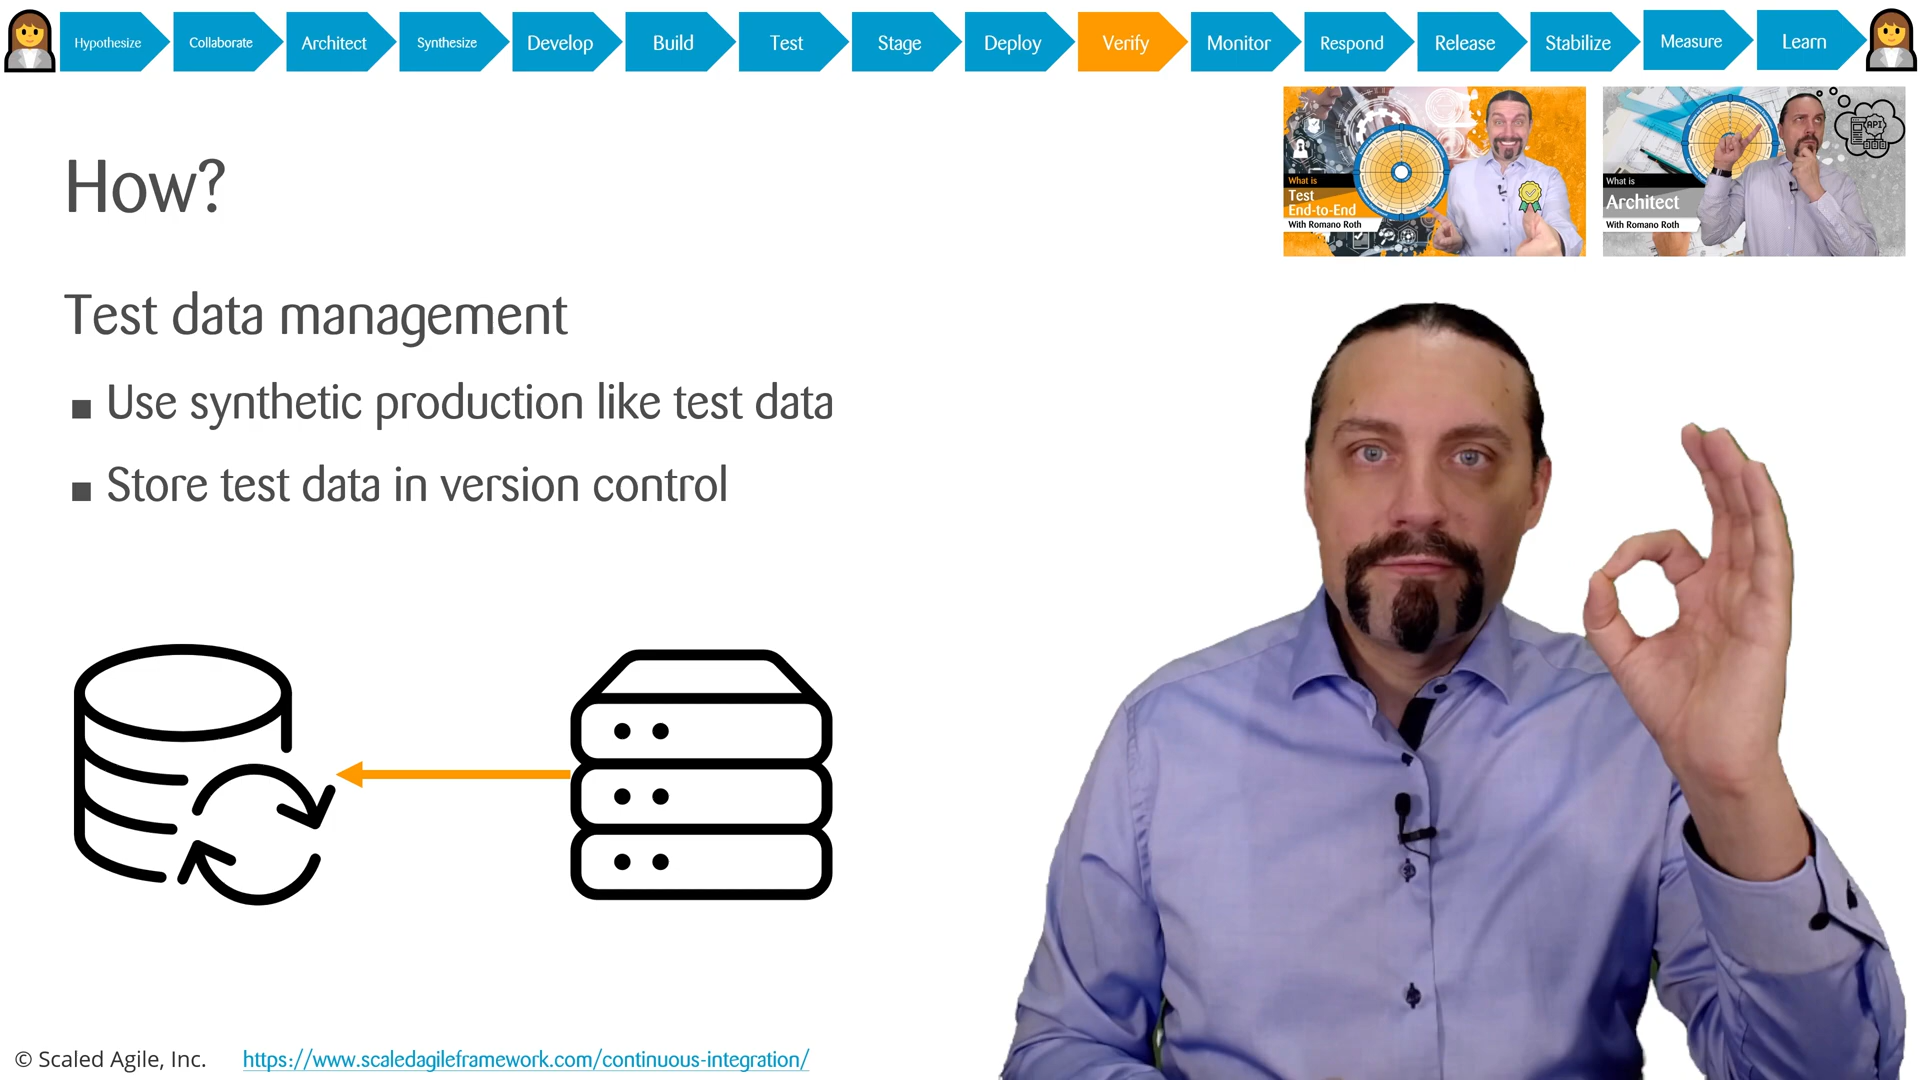 Hypothesize
Collaborate
Architect
Synthesize
Develop
Build
Test
Stage
Deploy
Verify
Monitor
Respond
Release
Stabilize
Measure
Learn
What is
Test
End-to-End
With Romano Roth
What is
Architect
With Romano Roth
API
How?
Test data management
▪ Use synthetic production like test data
▪ Store test data in version control
© Scaled Agile, Inc.
https://www.scaledagileframework.com/continuous-integration/